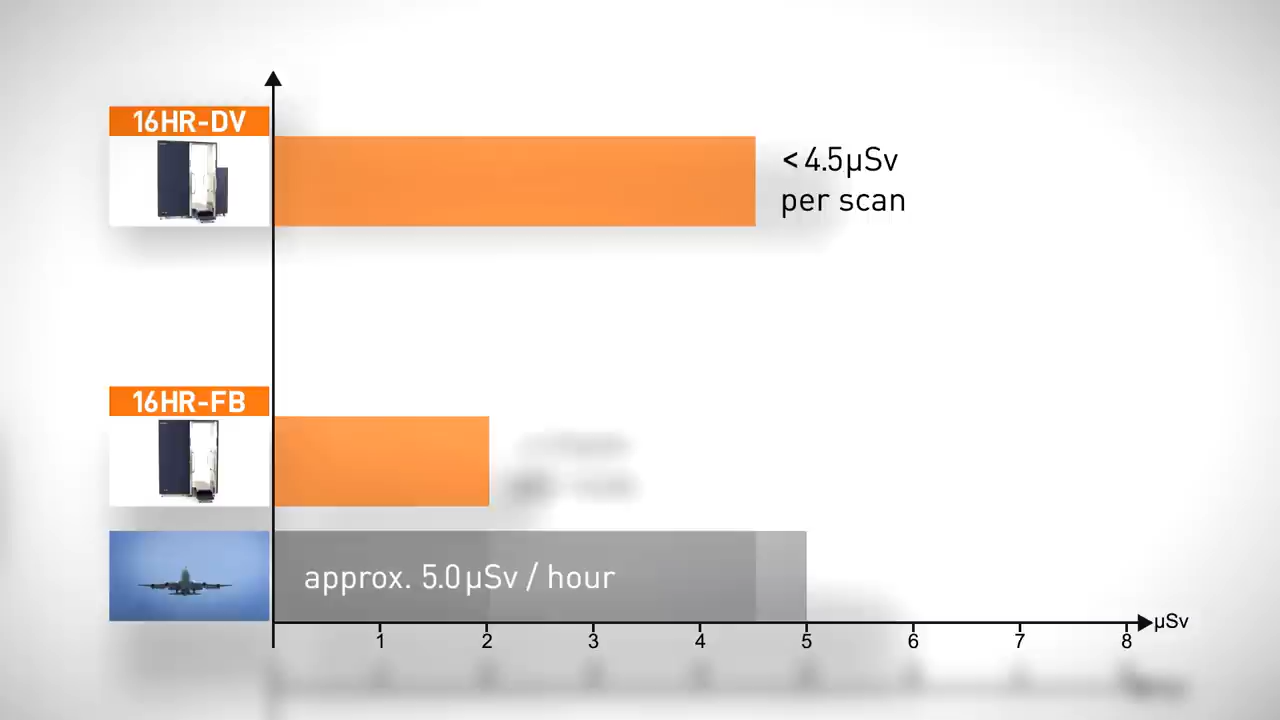 16HR-DV
< 4.5µSv
per scan
16HR-FB
approx. 5.0µSv / hour
1 2 3 4 5 6 7 8 µSv